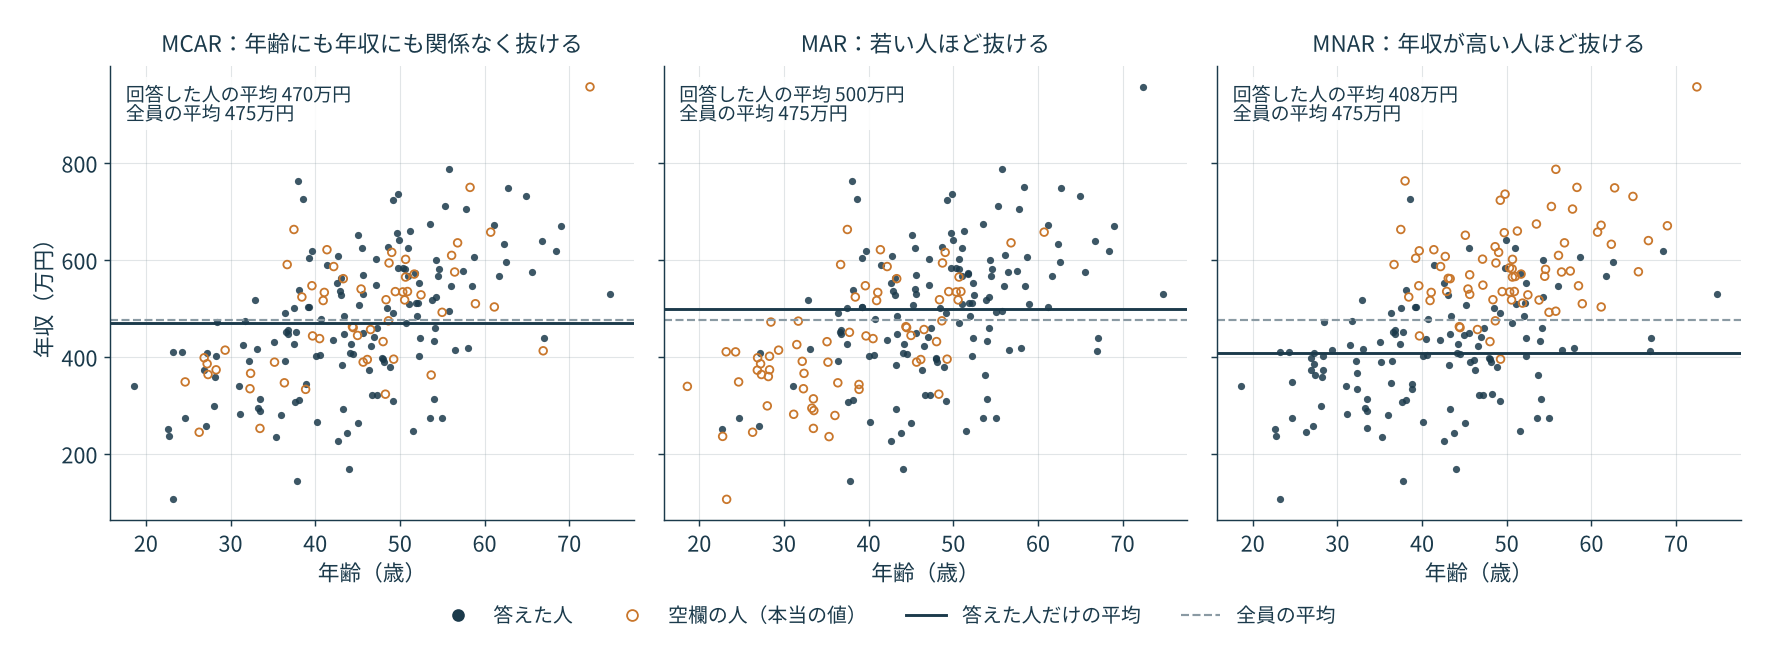 MCAR：年齢にも年収にも関係なく抜ける
MAR：若い人ほど抜ける
MNAR：年収が高い人ほど抜ける
回答した人の平均 470万円
全員の平均 475万円
回答した人の平均 500万円
全員の平均 475万円
回答した人の平均 408万円
全員の平均 475万円
年収（万円）
800
600
400
200
20 30 40 50 60 70
20 30 40 50 60 70
20 30 40 50 60 70
年齢（歳）
年齢（歳）
年齢（歳）
答えた人
空欄の人（本当の値）
答えた人だけの平均
全員の平均